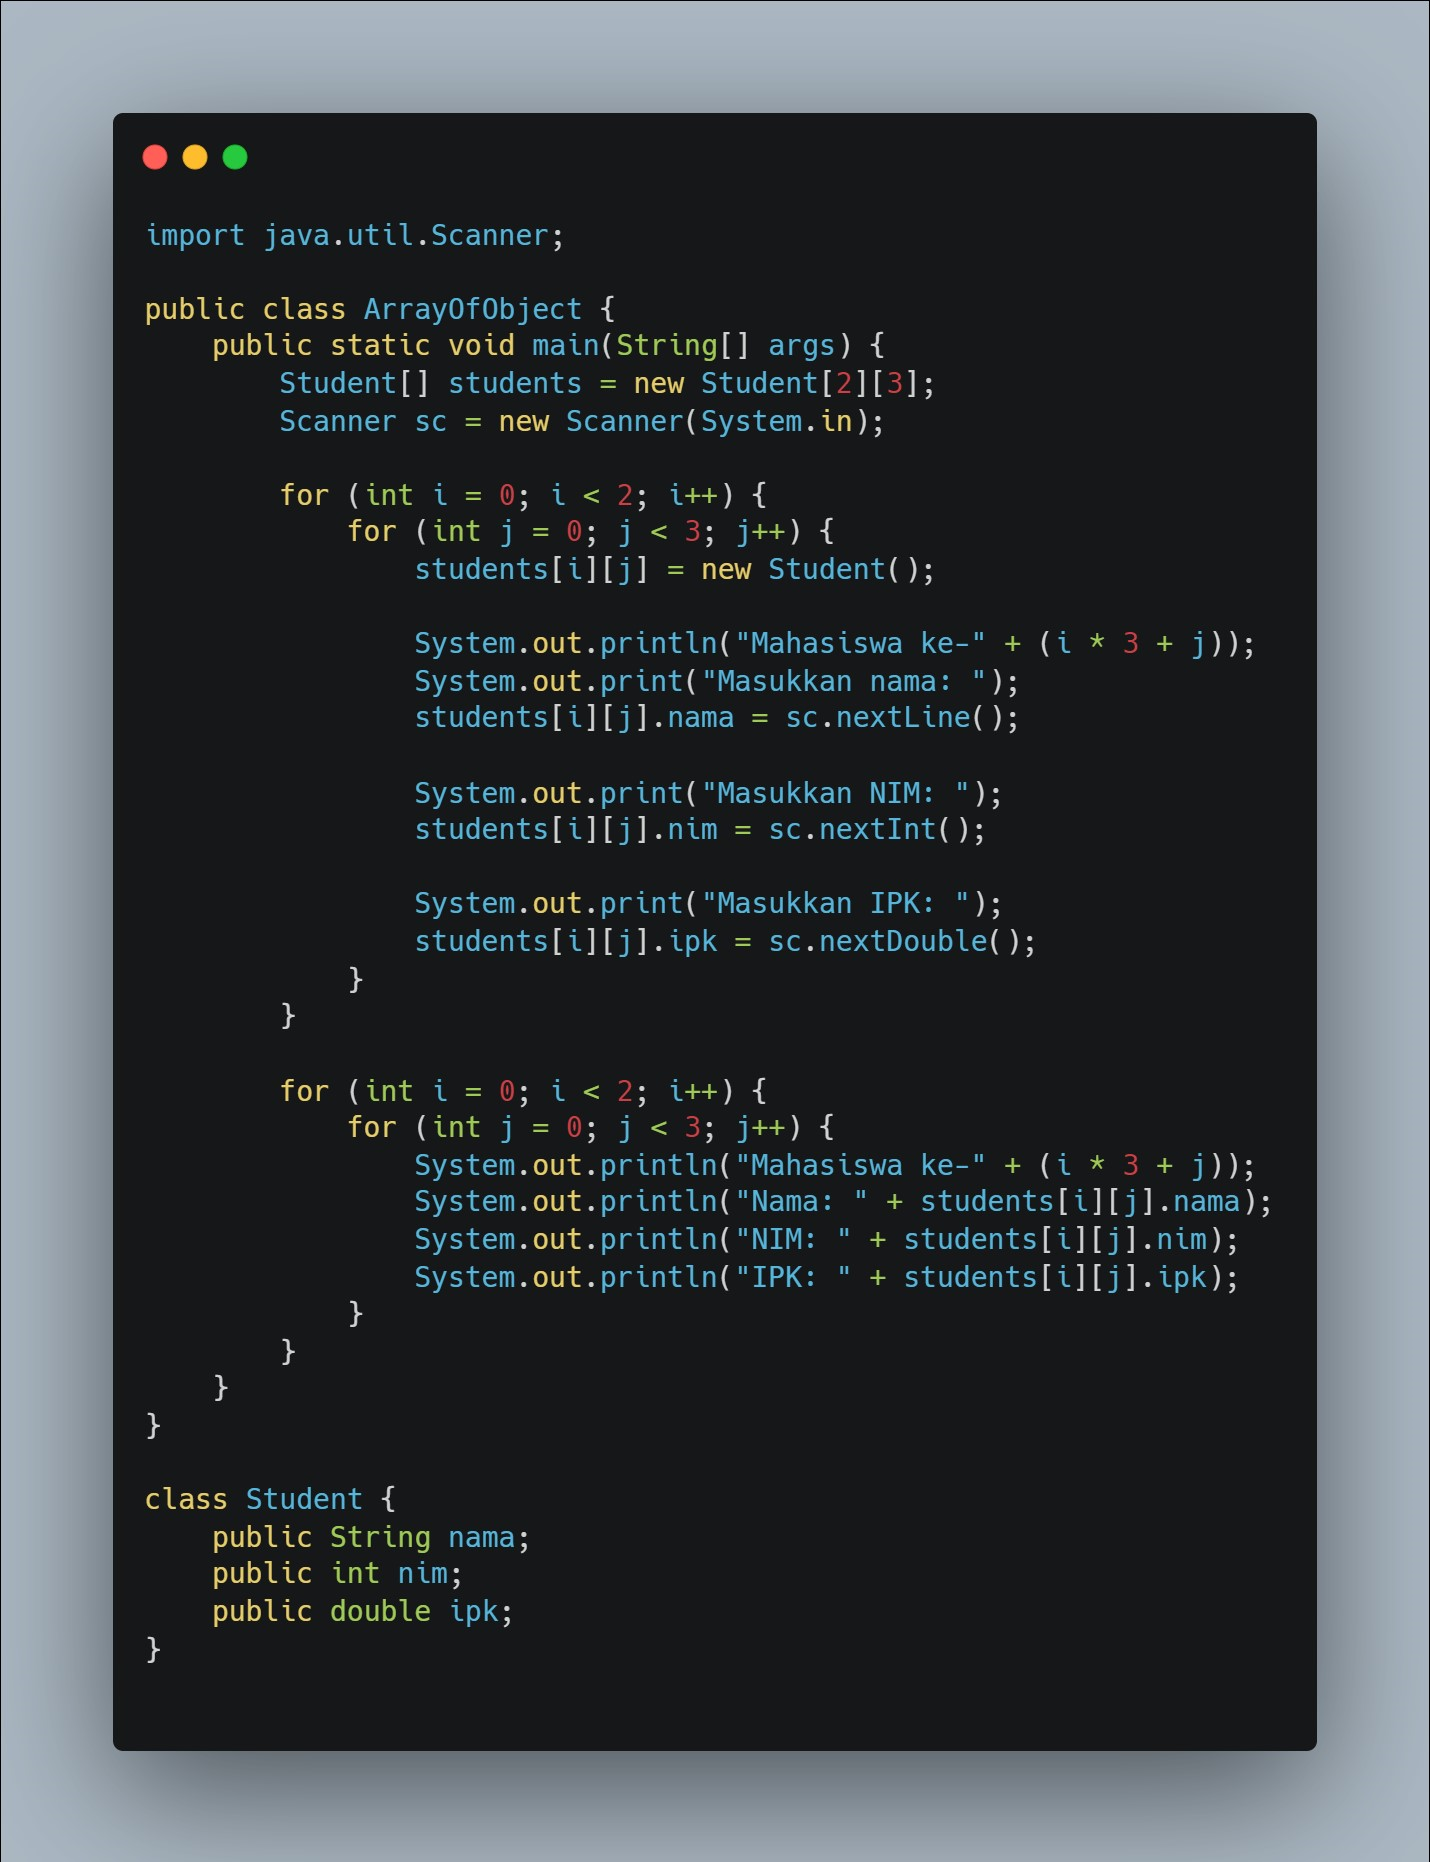 import java.util.Scanner;

public class ArrayOfObject {
    public static void main(String[] args) {
        Student[] students = new Student[2][3];
        Scanner sc = new Scanner(System.in);

        for (int i = 0; i < 2; i++) {
            for (int j = 0; j < 3; j++) {
                students[i][j] = new Student();

                System.out.println("Mahasiswa ke-" + (i * 3 + j));
                System.out.print("Masukkan nama: ");
                students[i][j].nama = sc.nextLine();

                System.out.print("Masukkan NIM: ");
                students[i][j].nim = sc.nextInt();

                System.out.print("Masukkan IPK: ");
                students[i][j].ipk = sc.nextDouble();
            }
        }

        for (int i = 0; i < 2; i++) {
            for (int j = 0; j < 3; j++) {
                System.out.println("Mahasiswa ke-" + (i * 3 + j));
                System.out.println("Nama: " + students[i][j].nama);
                System.out.println("NIM: " + students[i][j].nim);
                System.out.println("IPK: " + students[i][j].ipk);
            }
        }
    }
}

class Student {
    public String nama;
    public int nim;
    public double ipk;
}